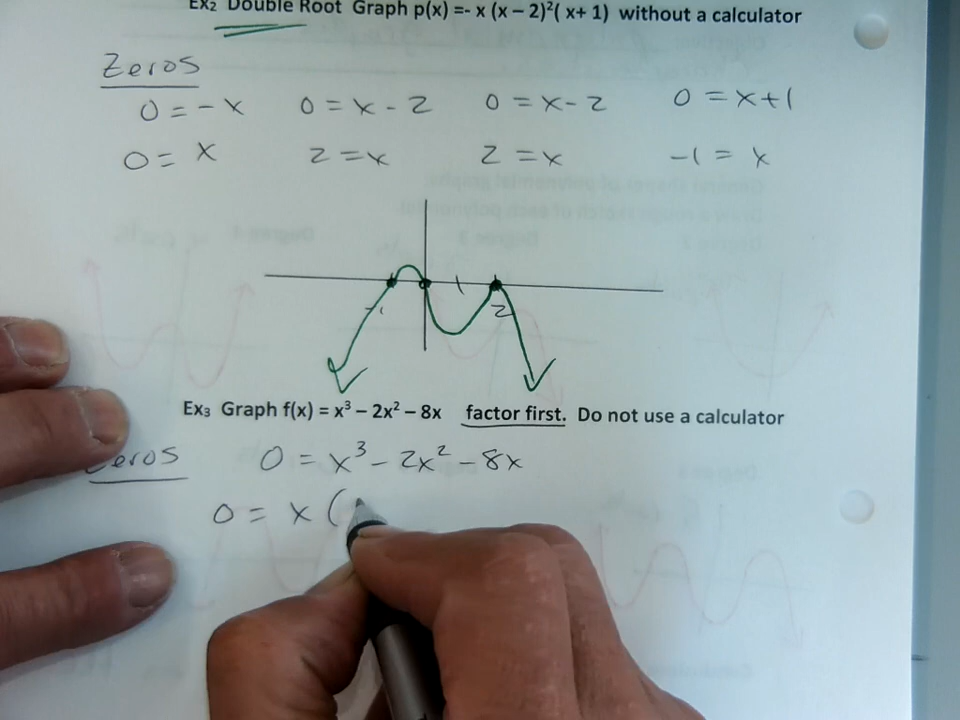 Ex₂ Double Root Graph p(x) =- x (x – 2)²( x+ 1) without a calculator
Zeros
0 = -x 0 = x - 2 0 = x - 2 0 = x+1
0 = x 2 = x 2 = x -1 = x
-1 2
Ex₃ Graph f(x) = x³ – 2x² – 8x factor first. Do not use a calculator
Zeros 0 = x³ - 2x² - 8x
0 = x (